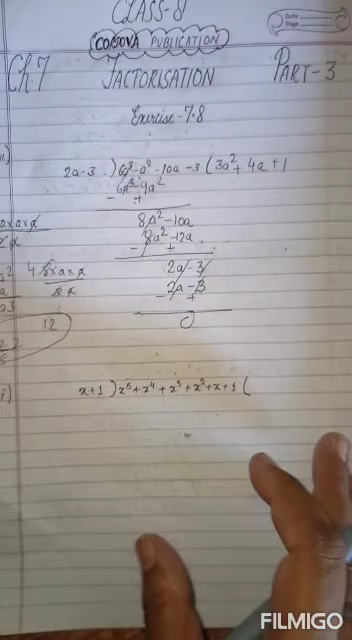 CLASS-8
CORDOVA PUBLICATION
Date
Page
Ch 7 FACTORISATION PART-3
Exercise-7.8
2a-3 ) 6a³-a²-10a-3 ( 3a²+4a+1
6a³-9a²
- +
8a²-10a
8a²-12a
- +
2a-3
2a-3
- +
0
12
i) x+1 ) x⁵+x⁴+x³+x²+x+1 (
FILMIGO